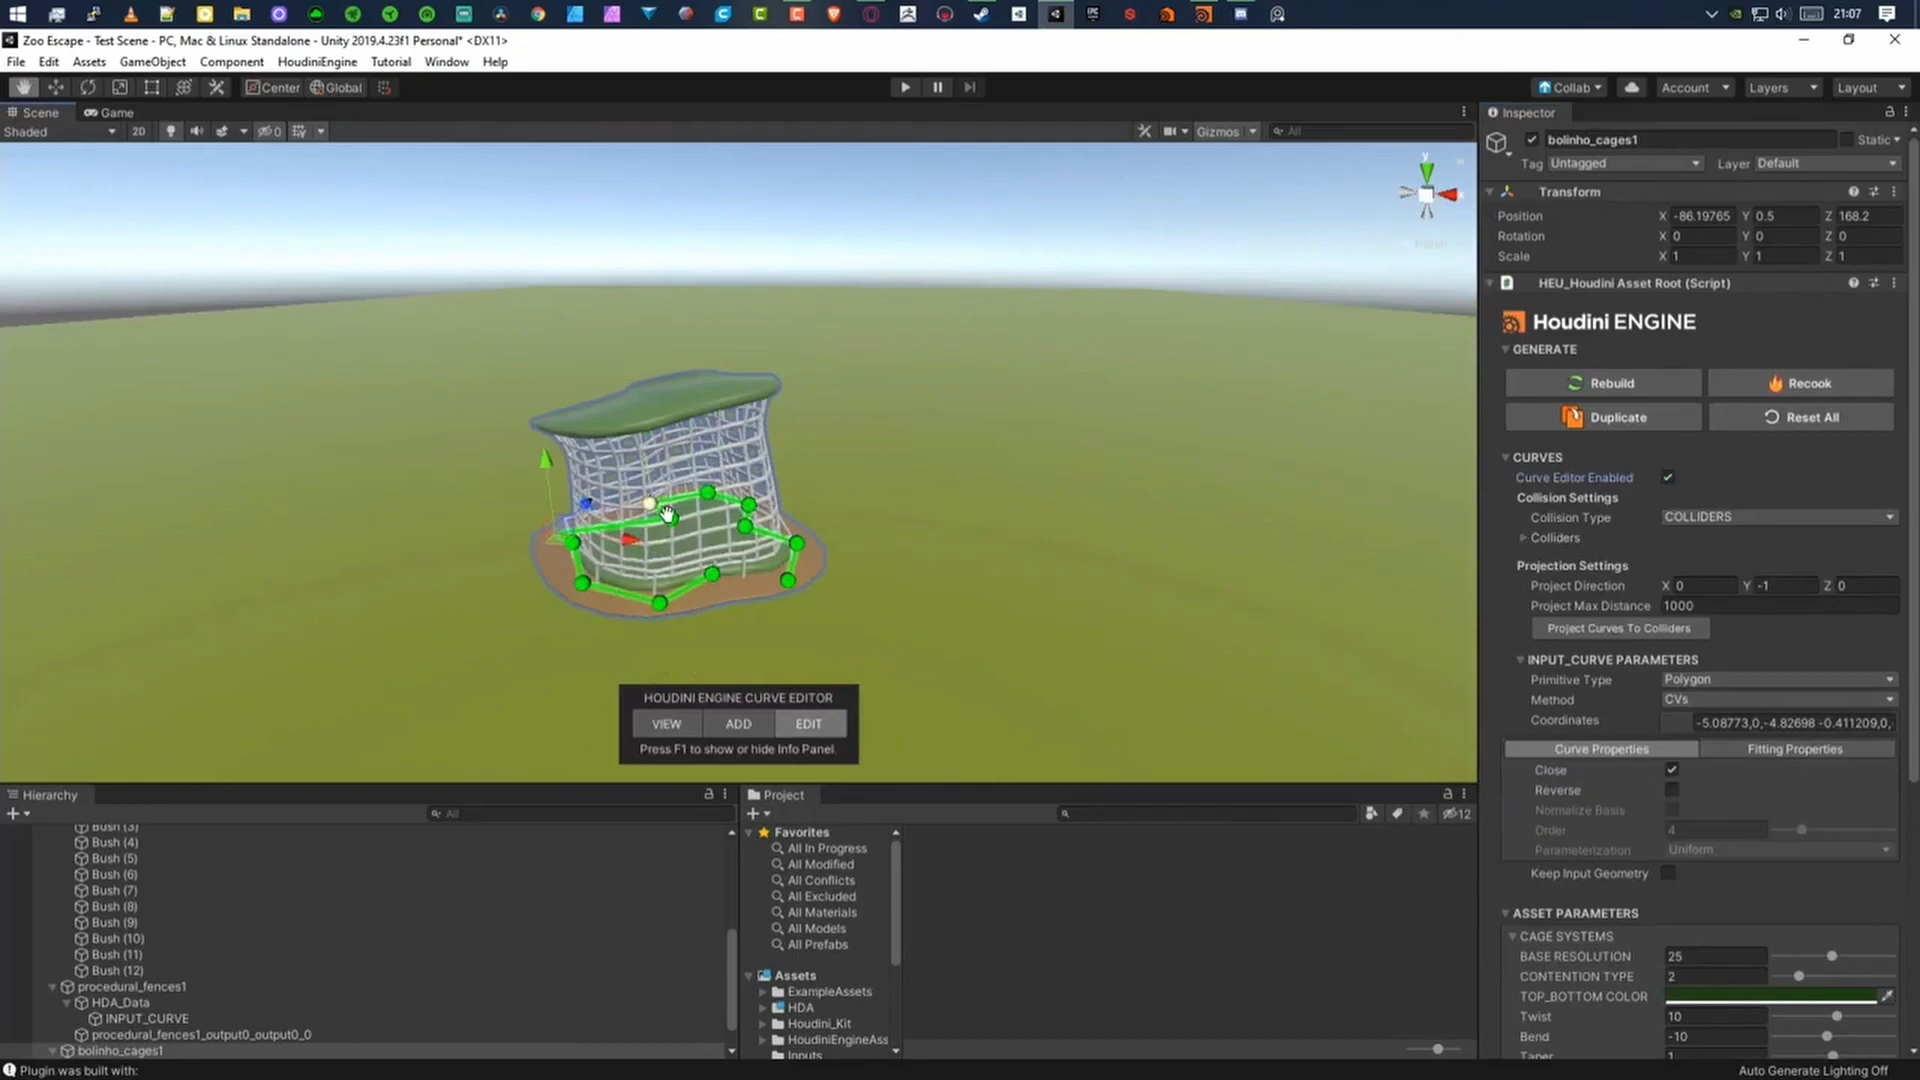 21:07
Zoo Escape - Test Scene - PC, Mac & Linux Standalone - Unity 2019.4.23f1 Personal* <DX11>
File Edit Assets GameObject Component HoudiniEngine Tutorial Window Help
Center Global
Collab Account Layers Layout
Scene Game
Shaded 2D 0 Gizmos All
y
x
Inspector
bolinho_cages1 Static
Tag Untagged Layer Default
Transform
Position X -86.19765 Y 0.5 Z 168.2
Rotation X 0 Y 0 Z 0
Scale X 1 Y 1 Z 1
HEU_Houdini Asset Root (Script)
Houdini ENGINE
GENERATE
Rebuild Recook
Duplicate Reset All
CURVES
Curve Editor Enabled
Collision Settings
Collision Type COLLIDERS
Colliders
Projection Settings
Project Direction X 0 Y -1 Z 0
Project Max Distance 1000
Project Curves To Colliders
INPUT_CURVE PARAMETERS
Primitive Type Polygon
Method CVs
Coordinates -5.08773,0,-4.82698 -0.411209,0,-
Curve Properties Fitting Properties
Close
Reverse
Normalize Basis
Order 4
Parameterization Uniform
Keep Input Geometry
ASSET PARAMETERS
CAGE SYSTEMS
BASE RESOLUTION 25
CONTENTION TYPE 2
TOP_BOTTOM COLOR
Twist 10
Bend -10
Taper 1
HOUDINI ENGINE CURVE EDITOR
VIEW ADD EDIT
Press F1 to show or hide Info Panel.
Hierarchy
All
Bush (3)
Bush (4)
Bush (5)
Bush (6)
Bush (7)
Bush (8)
Bush (9)
Bush (10)
Bush (11)
Bush (12)
procedural_fences1
HDA_Data
INPUT_CURVE
procedural_fences1_output0_output0_0
bolinho_cages1
Project
12
Favorites
All In Progress
All Modified
All Conflicts
All Excluded
All Materials
All Models
All Prefabs
Assets
ExampleAssets
HDA
Houdini_Kit
HoudiniEngineAss
Inputs
Plugin was built with:
Auto Generate Lighting Off